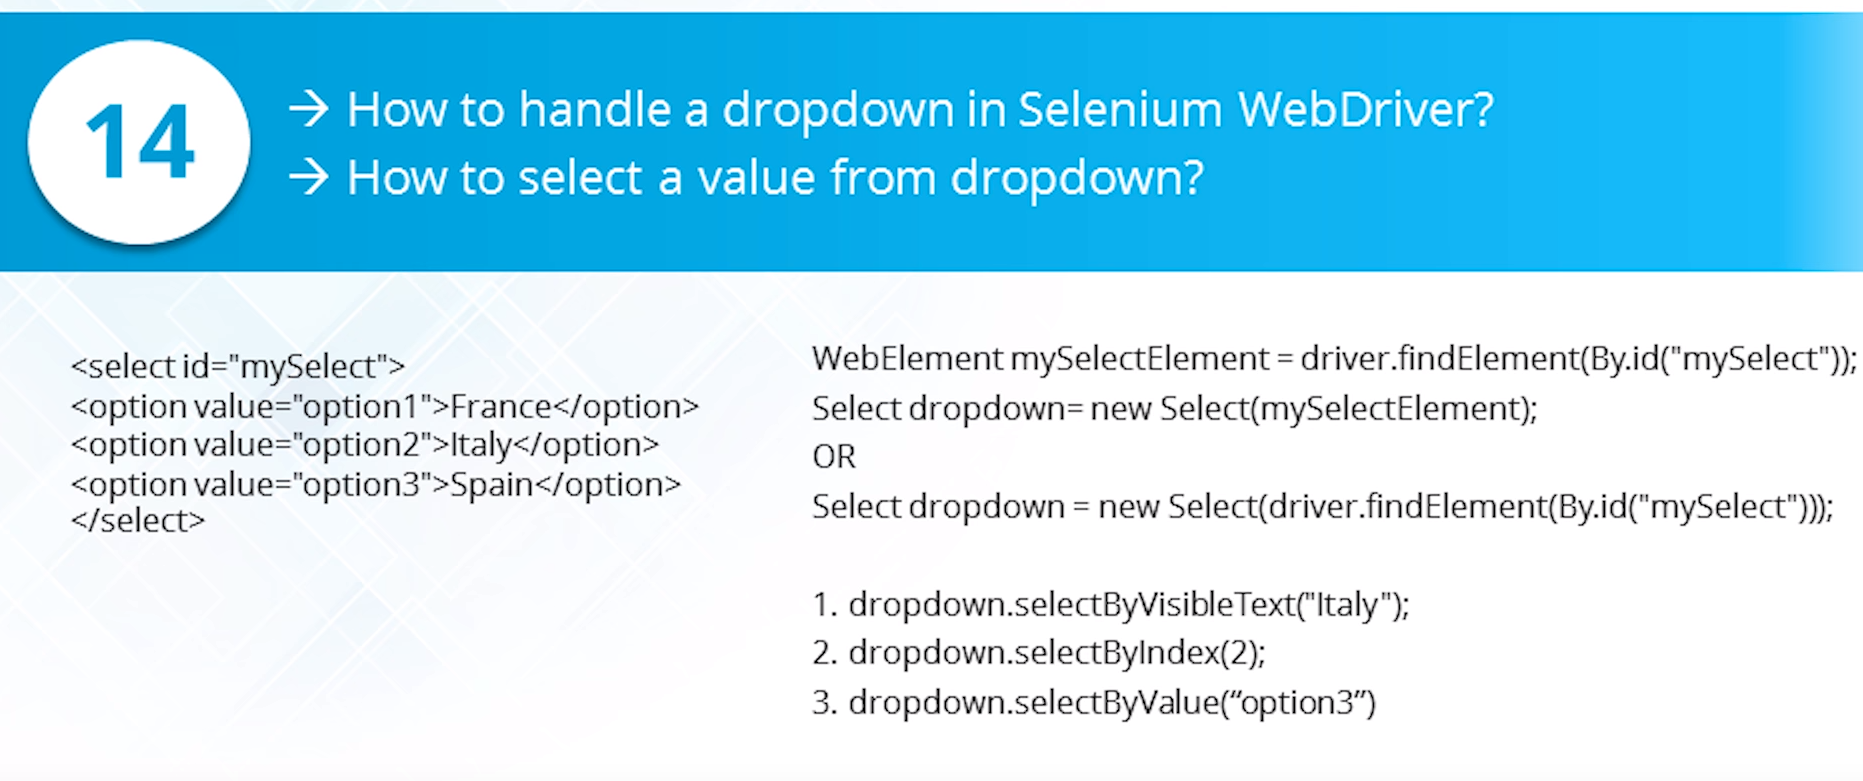 14
→ How to handle a dropdown in Selenium WebDriver?
→ How to select a value from dropdown?
<select id="mySelect">
<option value="option1">France</option>
<option value="option2">Italy</option>
<option value="option3">Spain</option>
</select>
WebElement mySelectElement = driver.findElement(By.id("mySelect"));
Select dropdown= new Select(mySelectElement);
OR
Select dropdown = new Select(driver.findElement(By.id("mySelect")));
1. dropdown.selectByVisibleText("Italy");
2. dropdown.selectByIndex(2);
3. dropdown.selectByValue(“option3”)